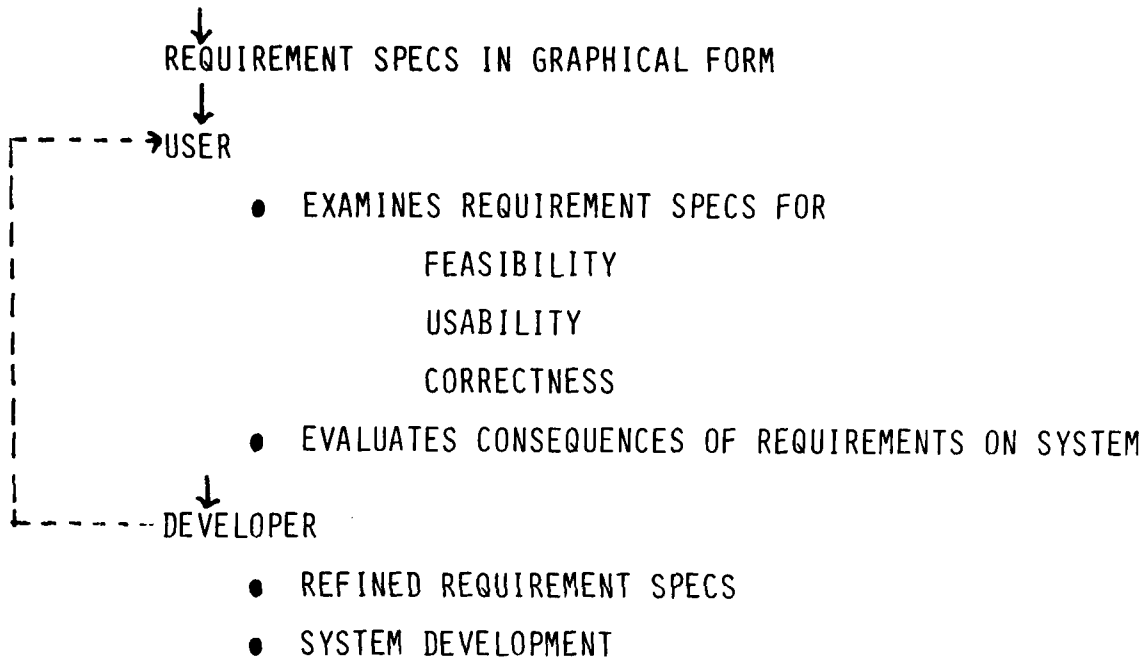 REQUIREMENT SPECS IN GRAPHICAL FORM
USER
• EXAMINES REQUIREMENT SPECS FOR
FEASIBILITY
USABILITY
CORRECTNESS
• EVALUATES CONSEQUENCES OF REQUIREMENTS ON SYSTEM
DEVELOPER
• REFINED REQUIREMENT SPECS
• SYSTEM DEVELOPMENT